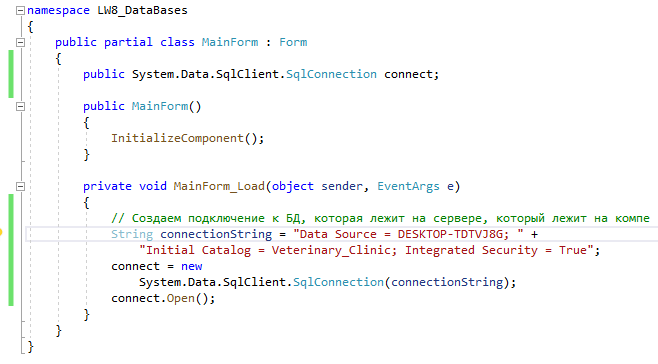 namespace LW8_DataBases
{
public partial class MainForm : Form
{
public System.Data.SqlClient.SqlConnection connect;
public MainForm()
{
InitializeComponent();
}
private void MainForm_Load(object sender, EventArgs e)
{
// Создаем подключение к БД, которая лежит на сервере, который лежит на компе
String connectionString = "Data Source = DESKTOP-TDTVJ8G; " +
"Initial Catalog = Veterinary_Clinic; Integrated Security = True";
connect = new
System.Data.SqlClient.SqlConnection(connectionString);
connect.Open();
}
}
}